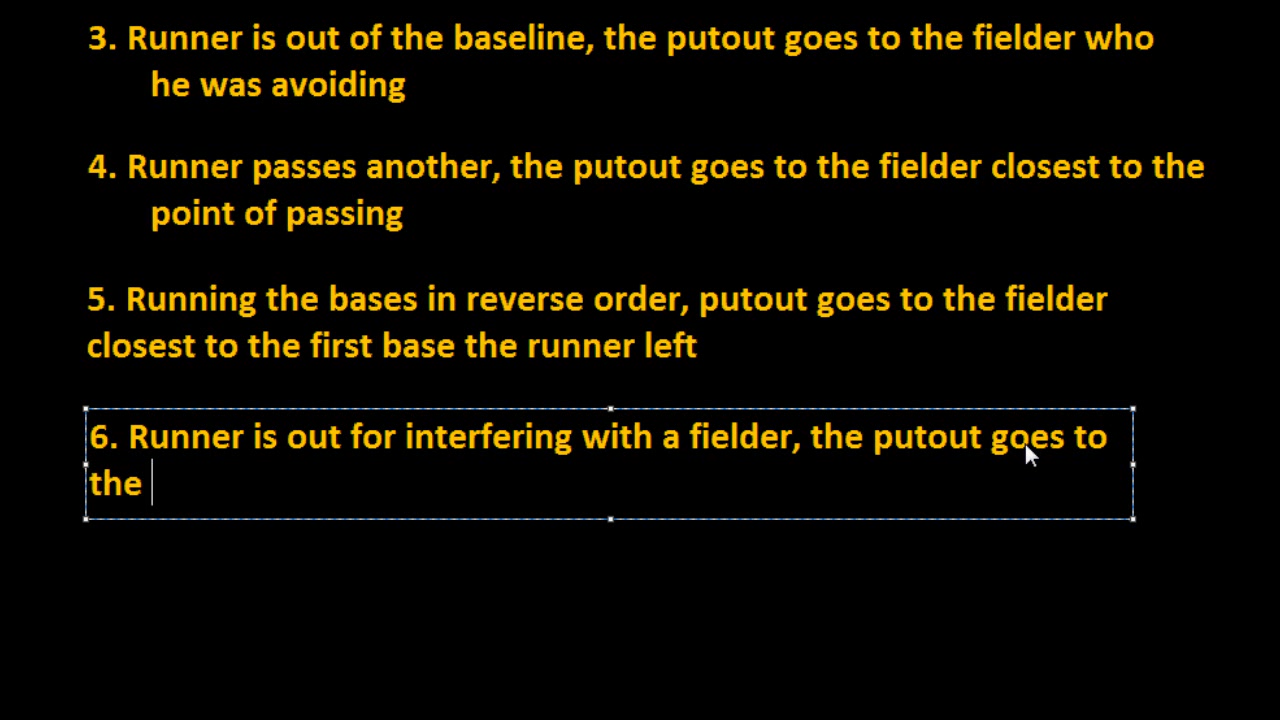 3. Runner is out of the baseline, the putout goes to the fielder who
he was avoiding
4. Runner passes another, the putout goes to the fielder closest to the
point of passing
5. Running the bases in reverse order, putout goes to the fielder
closest to the first base the runner left
6. Runner is out for interfering with a fielder, the putout goes to
the